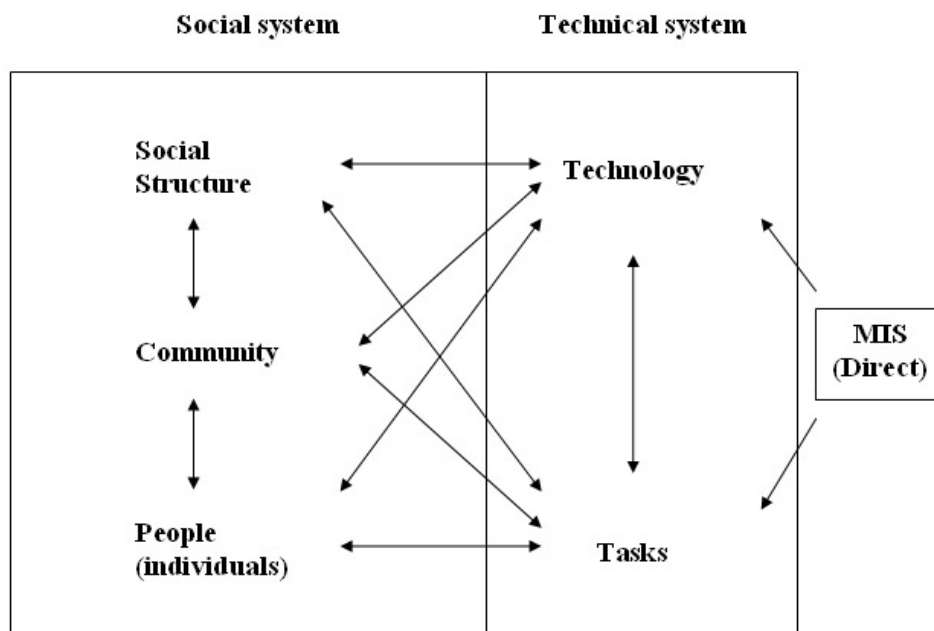 Social system
Technical system
Social
Structure
Technology
Community
MIS
(Direct)
People
(individuals)
Tasks